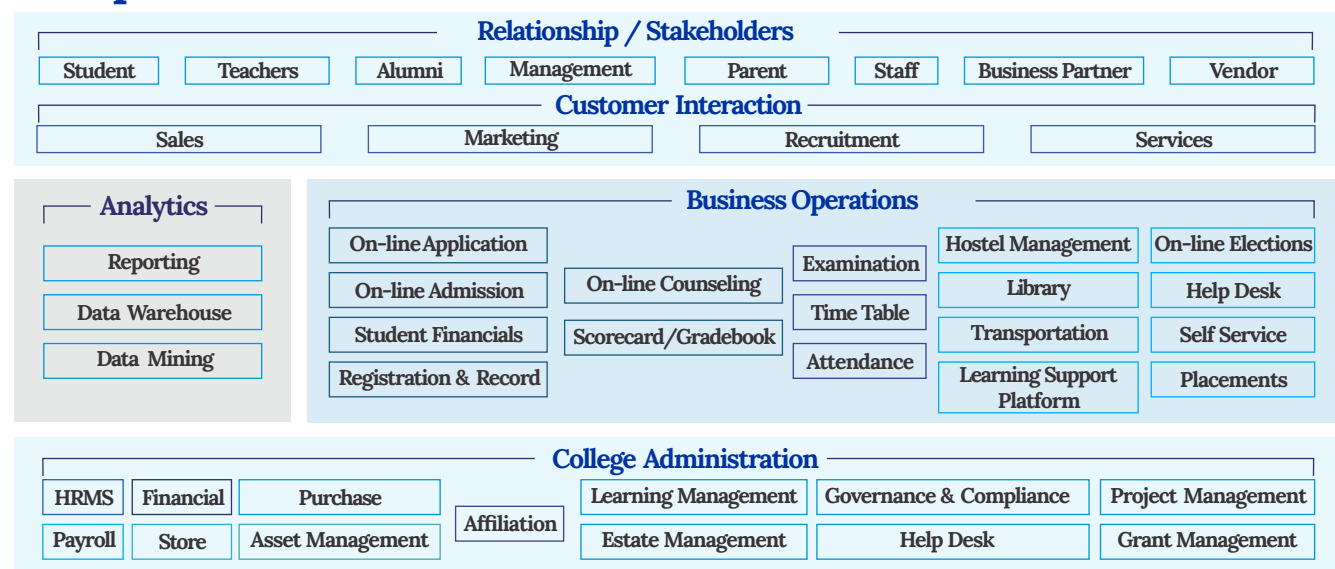 Relationship / Stakeholders
Student Teachers Alumni Management Parent Staff Business Partner Vendor
Customer Interaction
Sales Marketing Recruitment Services
Analytics
Reporting
Data Warehouse
Data Mining
Business Operations
On-line Application
On-line Admission
Student Financials
Registration & Record
On-line Counseling
Scorecard/Gradebook
Examination
Time Table
Attendance
Hostel Management
Library
Transportation
Learning Support
Platform
On-line Elections
Help Desk
Self Service
Placements
College Administration
HRMS Financial Purchase
Payroll Store Asset Management
Affiliation
Learning Management Governance & Compliance Project Management
Estate Management Help Desk Grant Management